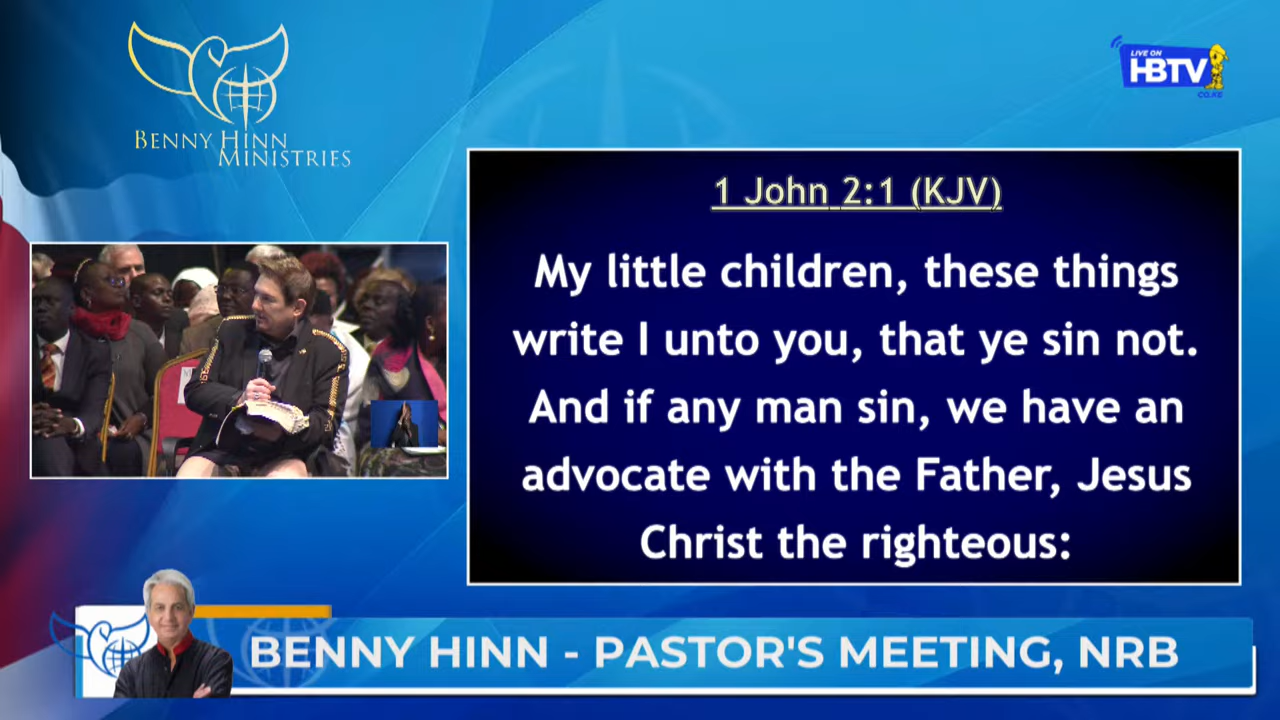 BENNY HINN
MINISTRIES
LIVE ON
HBTV
.CO.KE
1 John 2:1 (KJV)
My little children, these things
write I unto you, that ye sin not.
And if any man sin, we have an
advocate with the Father, Jesus
Christ the righteous:
BENNY HINN - PASTOR'S MEETING, NRB